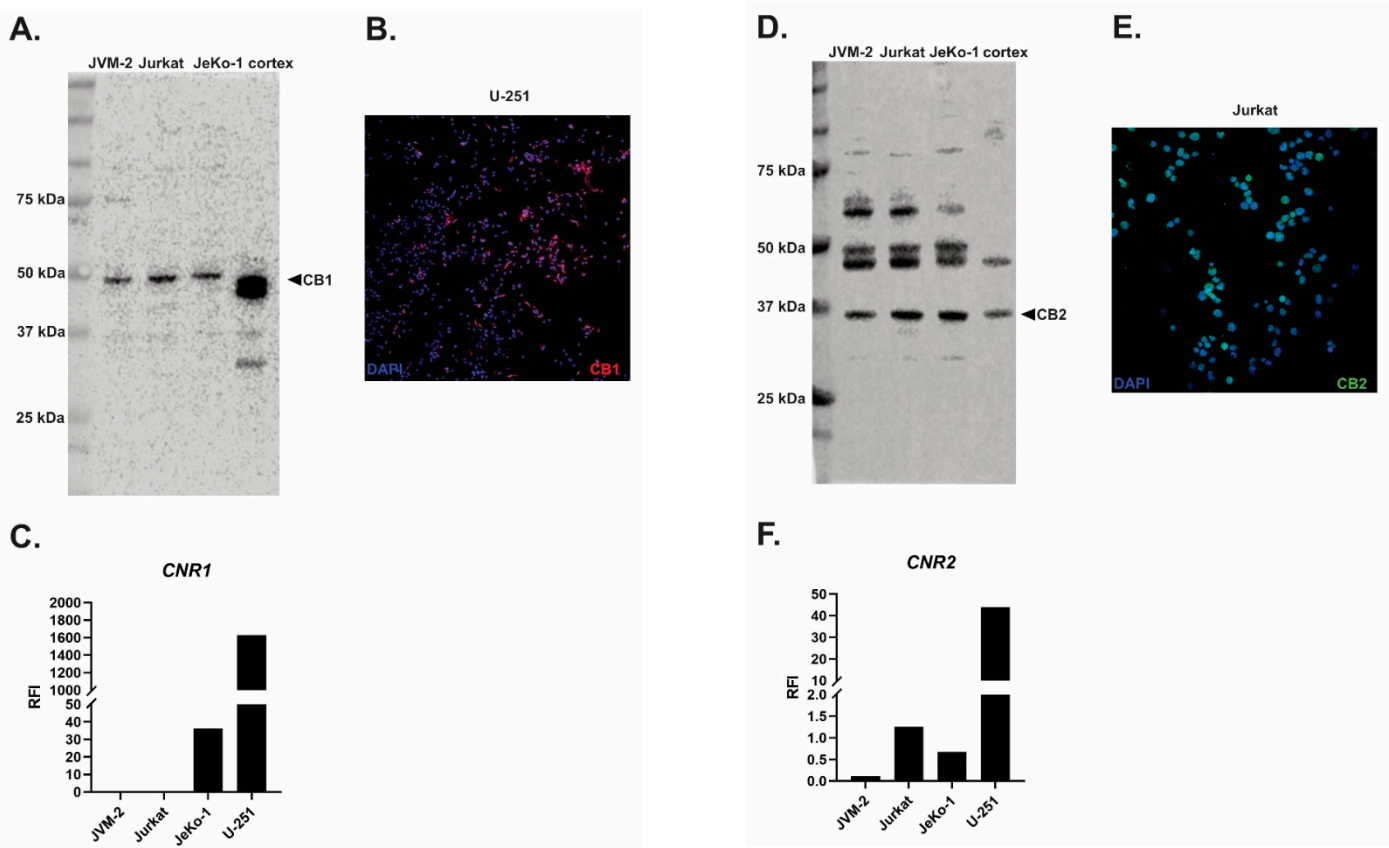 A.
JVM-2 Jurkat JeKo-1 cortex
75 kDa
50 kDa
37 kDa
25 kDa
◄CB1
B.
U-251
DAPI
CB1
C.
CNR1
RFI
2000
1800
1600
1400
1200
1000
50
40
30
20
10
0
JVM-2
Jurkat
JeKo-1
U-251
D.
JVM-2 Jurkat JeKo-1 cortex
75 kDa
50 kDa
37 kDa
25 kDa
◄CB2
E.
Jurkat
DAPI
CB2
F.
CNR2
RFI
50
40
30
20
10
2.0
1.5
1.0
0.5
0.0
JVM-2
Jurkat
JeKo-1
U-251